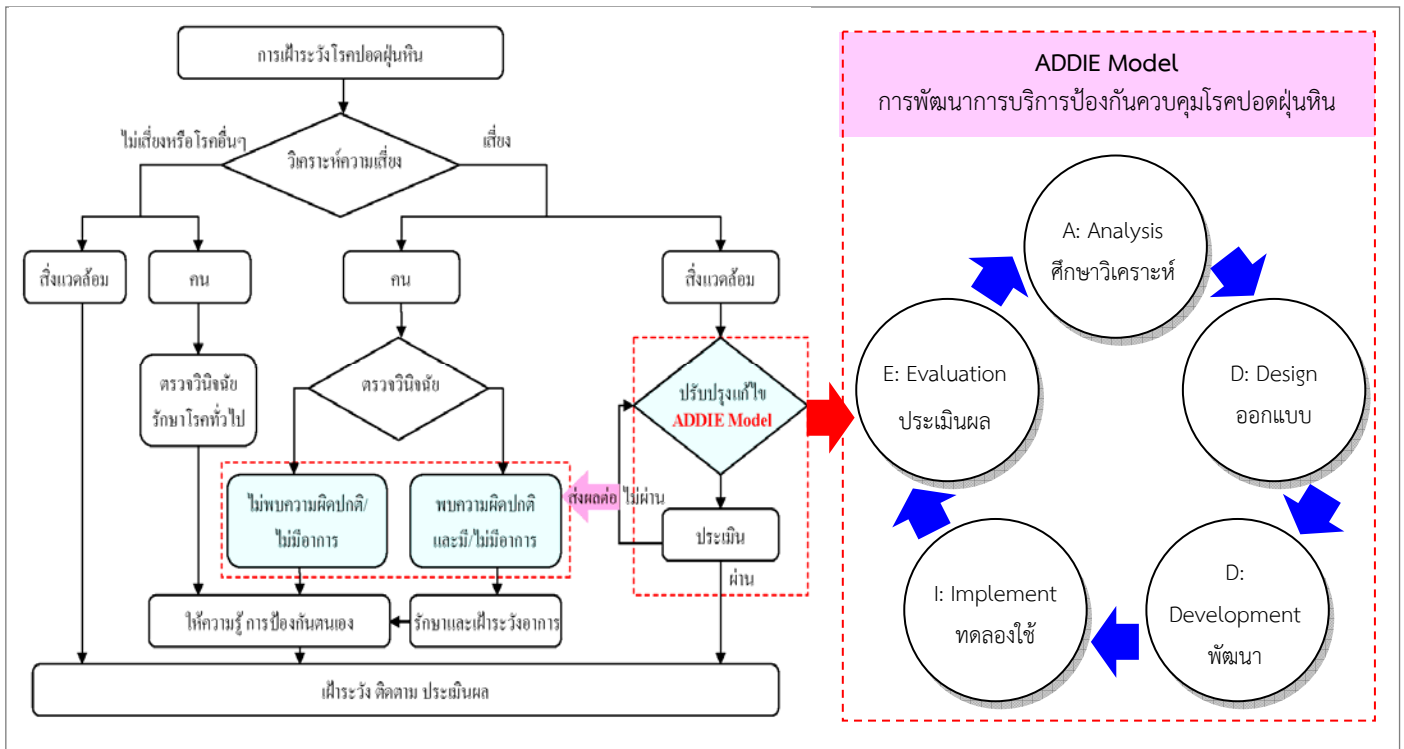 การเฝ้าระวังโรคปอดฝุ่นหิน
ไม่เสี่ยงหรือโรคอื่นๆ
เสี่ยง
วิเคราะห์ความเสี่ยง
สิ่งแวดล้อม
คน
คน
สิ่งแวดล้อม
ตรวจวินิจฉัย
รักษาโรคทั่วไป
ตรวจวินิจฉัย
ปรับปรุงแก้ไข
ADDIE Model
ไม่พบความผิดปกติ/
ไม่มีอาการ
พบความผิดปกติ
และมี/ไม่มีอาการ
ส่งผลต่อ
ไม่ผ่าน
ประเมิน
ผ่าน
ให้ความรู้ การป้องกันตนเอง
รักษาและเฝ้าระวังอาการ
เฝ้าระวัง ติดตาม ประเมินผล
ADDIE Model
การพัฒนาการบริการป้องกันควบคุมโรคปอดฝุ่นหิน
A: Analysis
ศึกษาวิเคราะห์
D: Design
ออกแบบ
D:
Development
พัฒนา
I: Implement
ทดลองใช้
E: Evaluation
ประเมินผล